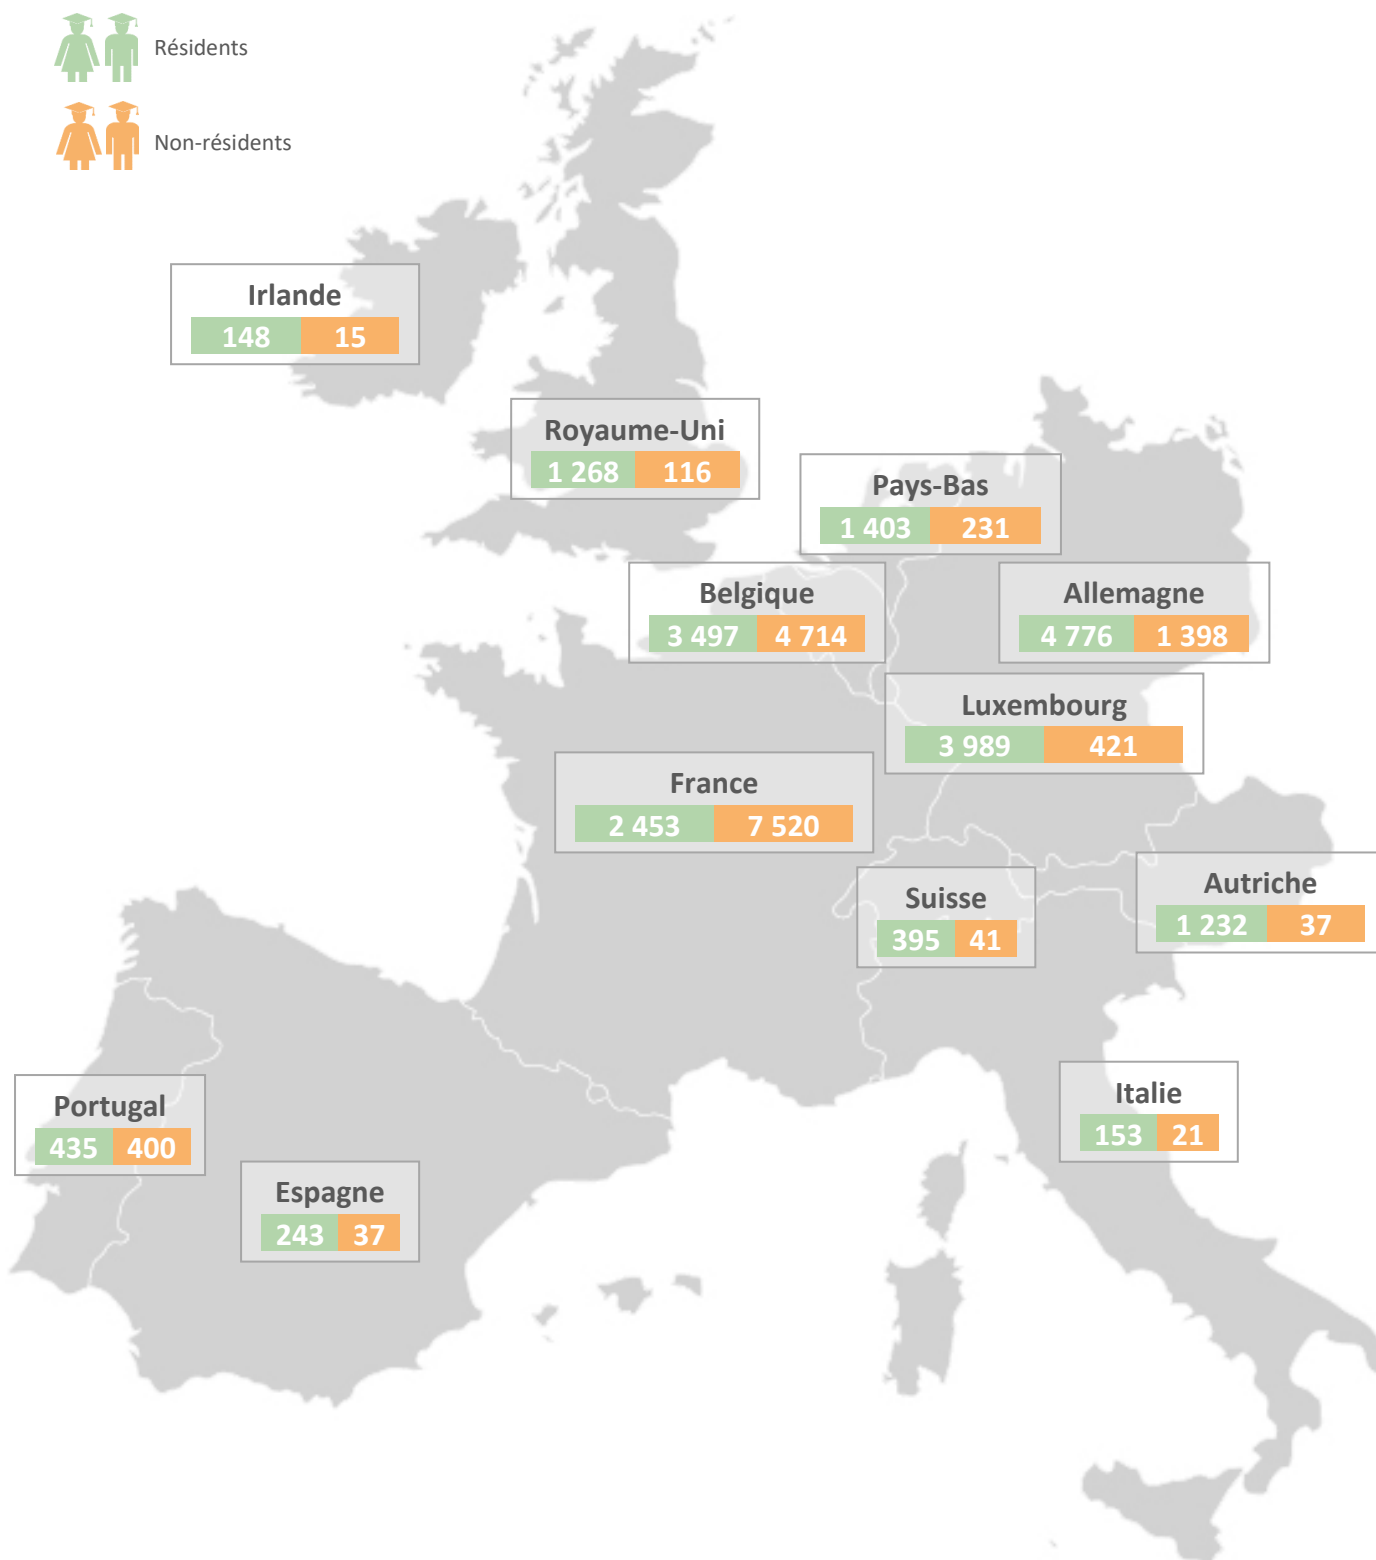 Résidents
Non-résidents
Irlande
148 15
Royaume-Uni
1 268 116
Pays-Bas
1 403 231
Belgique
3 497 4 714
Allemagne
4 776 1 398
Luxembourg
3 989 421
France
2 453 7 520
Suisse
395 41
Autriche
1 232 37
Portugal
435 400
Italie
153 21
Espagne
243 37